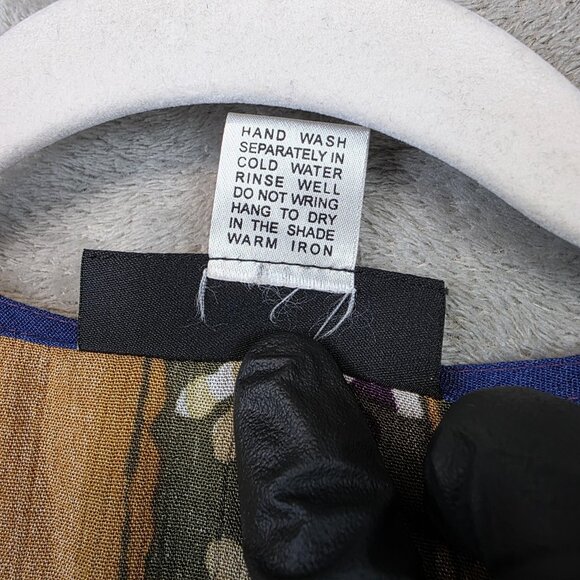 HAND WASH
SEPARATELY IN
COLD WATER
RINSE WELL
DO NOT WRING
HANG TO DRY
IN THE SHADE
WARM IRON